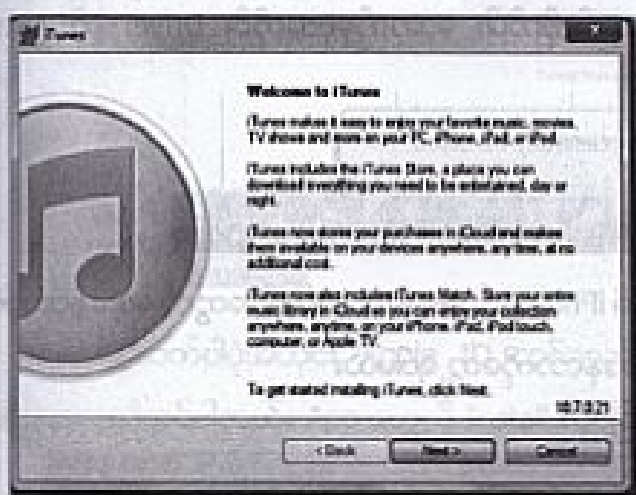 iTunes
Welcome to iTunes
iTunes makes it easy to enjoy your favorite music, movies,
TV shows and more on your PC, iPhone, iPad, or iPod.
iTunes includes the iTunes Store, a place you can
download everything you need to be entertained, day or
night.
iTunes now stores your purchases in iCloud and makes
them available on your devices anywhere, any time, at no
additional cost.
iTunes now also includes iTunes Match. Store your entire
music library in iCloud so you can enjoy your collection
anywhere, anytime, on your iPhone, iPad, iPod touch,
computer, or Apple TV.
To get started installing iTunes, click Next.
10.7.0.21
< Back
Next >
Cancel